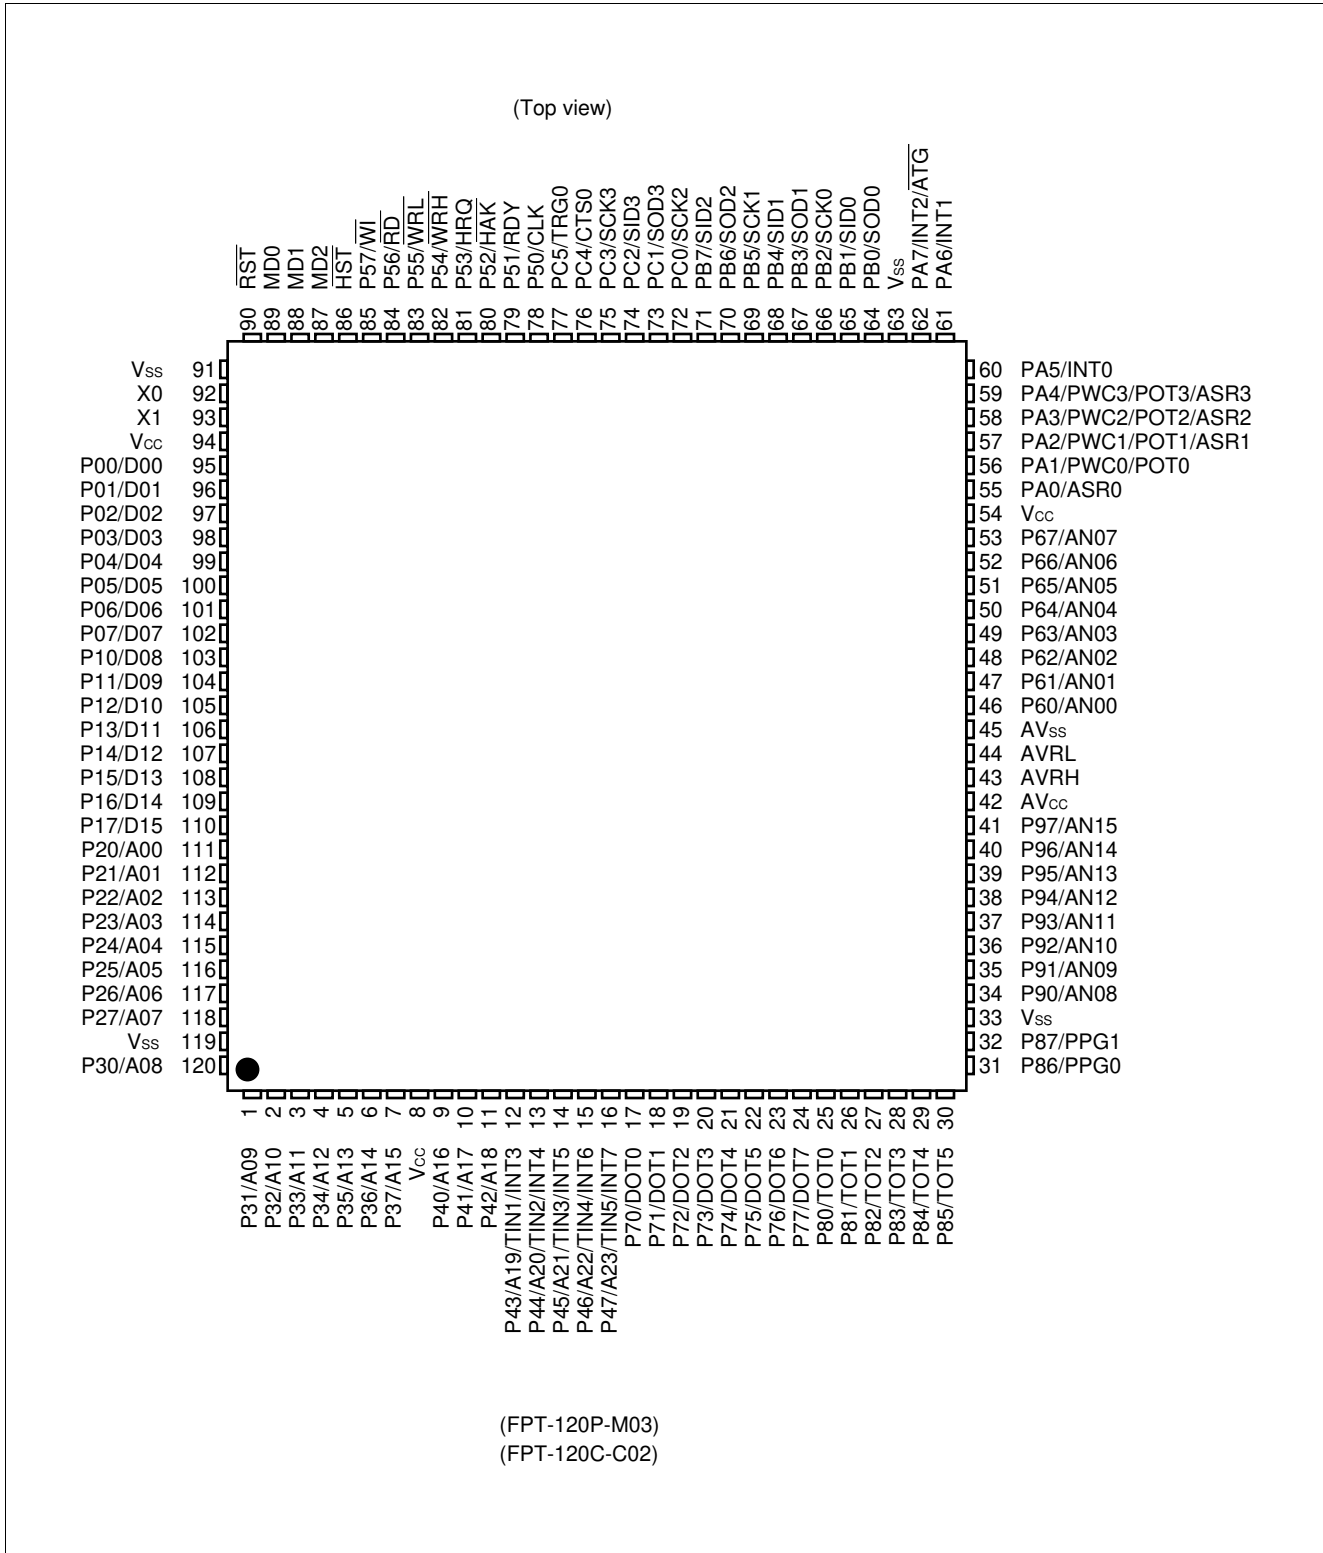 (Top view)
RST
MD0
MD1
MD2
HST
P57/WI
P56/RD
P55/WRL
P54/WRH
P53/HRQ
P52/HAK
P51/RDY
P50/CLK
PC5/TRG0
PC4/CTS0
PC3/SCK3
PC2/SID3
PC1/SOD3
PC0/SCK2
PB7/SID2
PB6/SOD2
PB5/SCK1
PB4/SID1
PB3/SOD1
PB2/SCK0
PB1/SID0
PB0/SOD0
Vss
PA7/INT2/ATG
PA6/INT1
90 89 88 87 86 85 84 83 82 81 80 79 78 77 76 75 74 73 72 71 70 69 68 67 66 65 64 63 62 61
Vss 91
X0 92
X1 93
Vcc 94
P00/D00 95
P01/D01 96
P02/D02 97
P03/D03 98
P04/D04 99
P05/D05 100
P06/D06 101
P07/D07 102
P10/D08 103
P11/D09 104
P12/D10 105
P13/D11 106
P14/D12 107
P15/D13 108
P16/D14 109
P17/D15 110
P20/A00 111
P21/A01 112
P22/A02 113
P23/A03 114
P24/A04 115
P25/A05 116
P26/A06 117
P27/A07 118
Vss 119
P30/A08 120
60 PA5/INT0
59 PA4/PWC3/POT3/ASR3
58 PA3/PWC2/POT2/ASR2
57 PA2/PWC1/POT1/ASR1
56 PA1/PWC0/POT0
55 PA0/ASR0
54 Vcc
53 P67/AN07
52 P66/AN06
51 P65/AN05
50 P64/AN04
49 P63/AN03
48 P62/AN02
47 P61/AN01
46 P60/AN00
45 AVss
44 AVRL
43 AVRH
42 AVcc
41 P97/AN15
40 P96/AN14
39 P95/AN13
38 P94/AN12
37 P93/AN11
36 P92/AN10
35 P91/AN09
34 P90/AN08
33 Vss
32 P87/PPG1
31 P86/PPG0
1 2 3 4 5 6 7 8 9 10 11 12 13 14 15 16 17 18 19 20 21 22 23 24 25 26 27 28 29 30
P31/A09
P32/A10
P33/A11
P34/A12
P35/A13
P36/A14
P37/A15
Vcc
P40/A16
P41/A17
P42/A18
P43/A19/TIN1/INT3
P44/A20/TIN2/INT4
P45/A21/TIN3/INT5
P46/A22/TIN4/INT6
P47/A23/TIN5/INT7
P70/DOT0
P71/DOT1
P72/DOT2
P73/DOT3
P74/DOT4
P75/DOT5
P76/DOT6
P77/DOT7
P80/TOT0
P81/TOT1
P82/TOT2
P83/TOT3
P84/TOT4
P85/TOT5
(FPT-120P-M03)
(FPT-120C-C02)